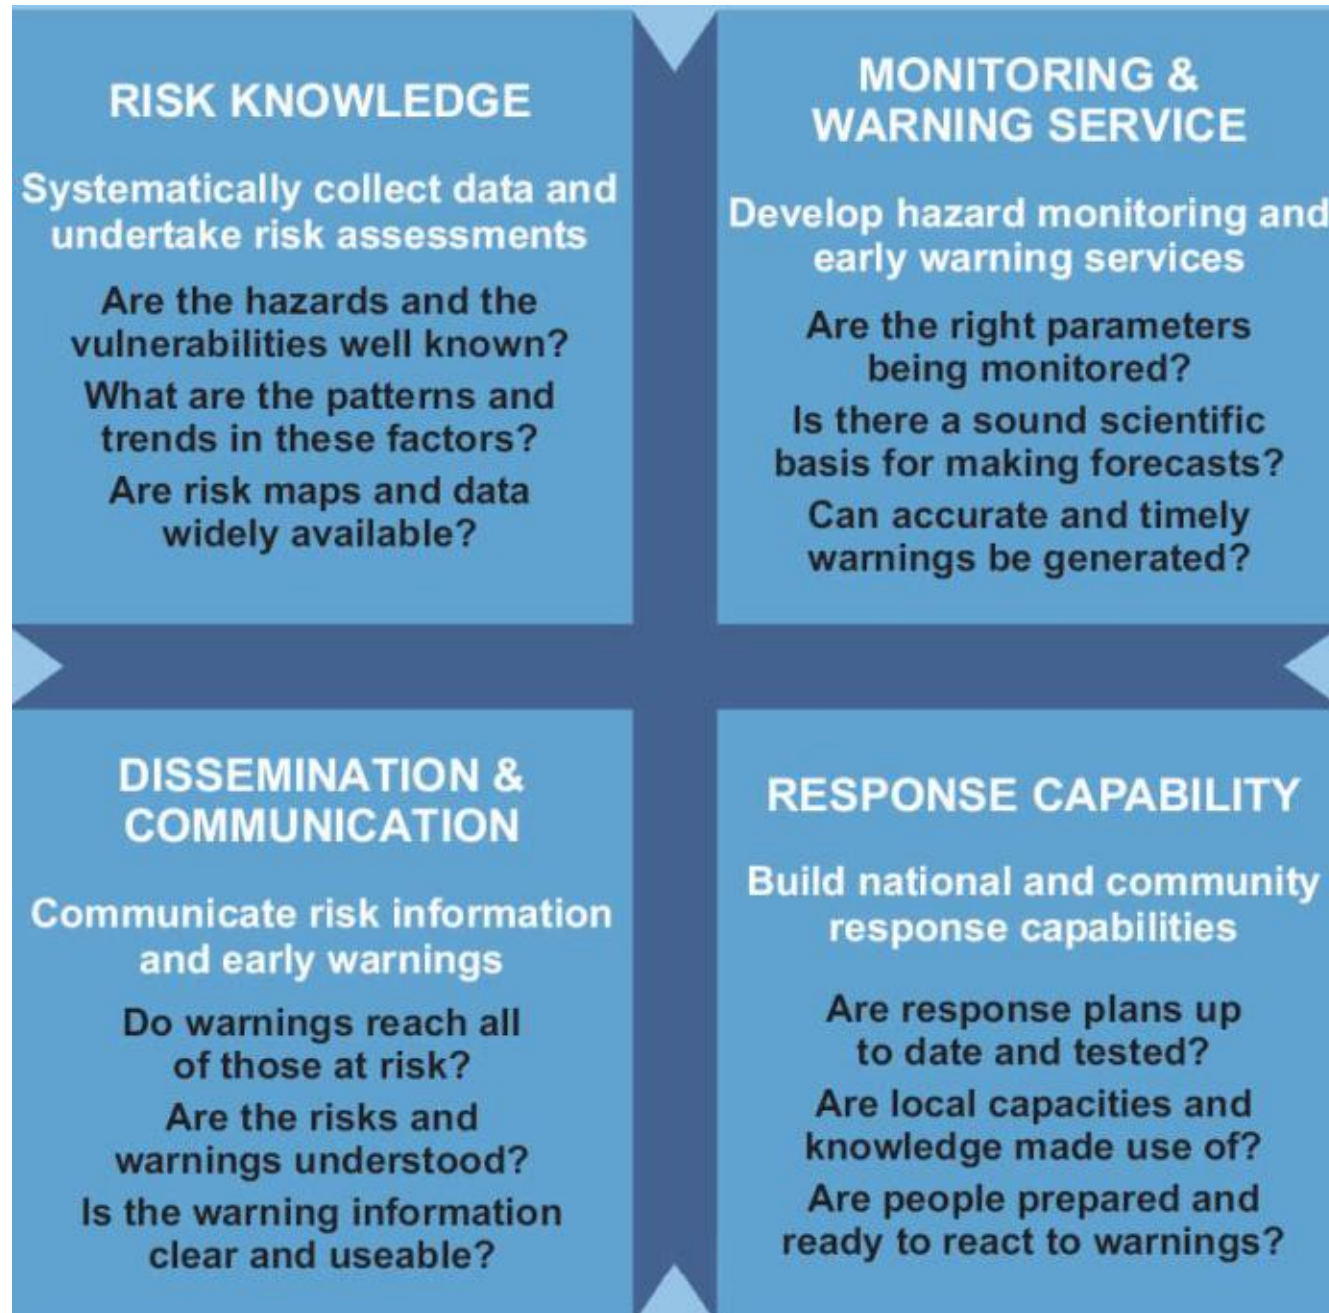 RISK KNOWLEDGE
Systematically collect data and
undertake risk assessments
Are the hazards and the
vulnerabilities well known?
What are the patterns and
trends in these factors?
Are risk maps and data
widely available?
MONITORING &
WARNING SERVICE
Develop hazard monitoring and
early warning services
Are the right parameters
being monitored?
Is there a sound scientific
basis for making forecasts?
Can accurate and timely
warnings be generated?
DISSEMINATION &
COMMUNICATION
Communicate risk information
and early warnings
Do warnings reach all
of those at risk?
Are the risks and
warnings understood?
Is the warning information
clear and useable?
RESPONSE CAPABILITY
Build national and community
response capabilities
Are response plans up
to date and tested?
Are local capacities and
knowledge made use of?
Are people prepared and
ready to react to warnings?